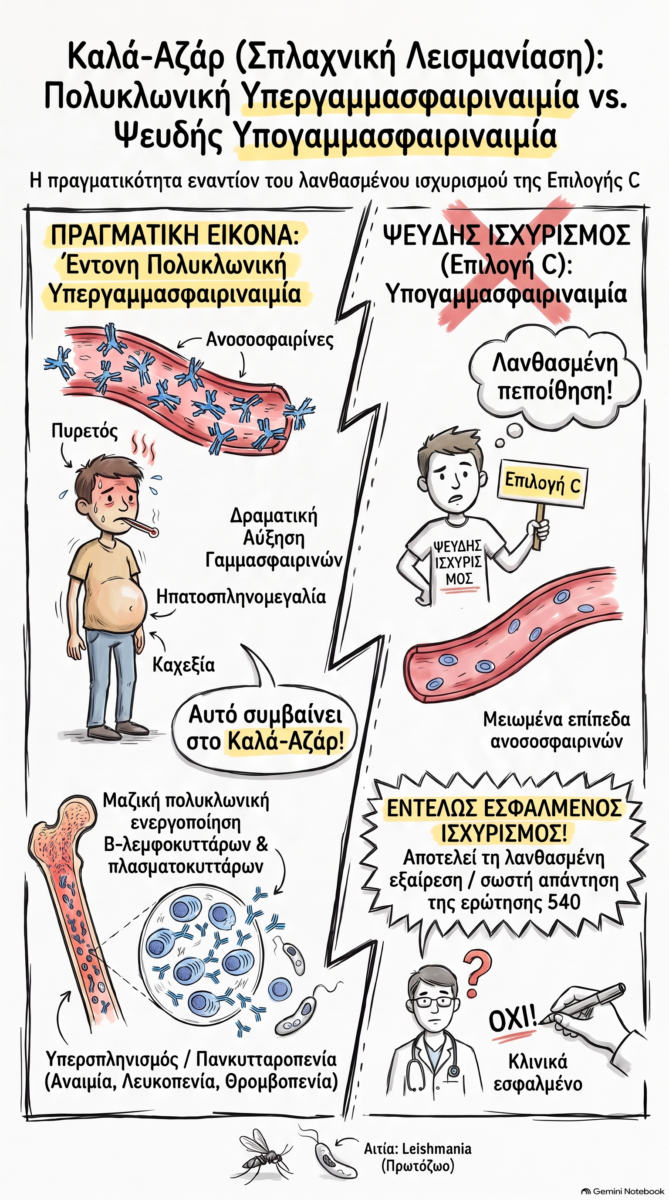 Καλά-Αζάρ (Σπλαχνική Λεισμανίαση):
Πολυκλωνική Υπεργαμμασφαιριναιμία vs.
Ψευδής Υπογαμμασφαιριναιμία
Η πραγματικότητα εναντίον του λανθασμένου ισχυρισμού της Επιλογής C
ΠΡΑΓΜΑΤΙΚΗ ΕΙΚΟΝΑ:
Έντονη Πολυκλωνική
Υπεργαμμασφαιριναιμία
Ανοσοσφαιρίνες
Πυρετός
Δραματική
Αύξηση
Γαμμασφαιρινών
Ηπατοσπληνομεγαλία
Καχεξία
Αυτό συμβαίνει
στο Καλά-Αζάρ!
Μαζική πολυκλωνική
ενεργοποίηση
Β-λεμφοκυττάρων &
πλασματοκυττάρων
Υπερσπληνισμός / Πανκυτταροπενία
(Αναιμία, Λευκοπενία, Θρομβοπενία)
ΨΕΥΔΗΣ ΙΣΧΥΡΙΣΜΟΣ
(Επιλογή C):
Υπογαμμασφαιριναιμία
Λανθασμένη
πεποίθηση!
Επιλογή C
ΨΕΥΔΗΣ
ΙΣΧΥΡΙΣ
ΜΟΣ
Μειωμένα επίπεδα
ανοσοσφαιρινών
ΕΝΤΕΛΩΣ ΕΣΦΑΛΜΕΝΟΣ
ΙΣΧΥΡΙΣΜΟΣ!
Αποτελεί τη λανθασμένη
εξαίρεση / σωστή απάντηση
της ερώτησης 540
?
ΟΧΙ!
Κλινικά
εσφαλμένο
Αιτία: Leishmania
(Πρωτόζωο)
Gemini Notebook